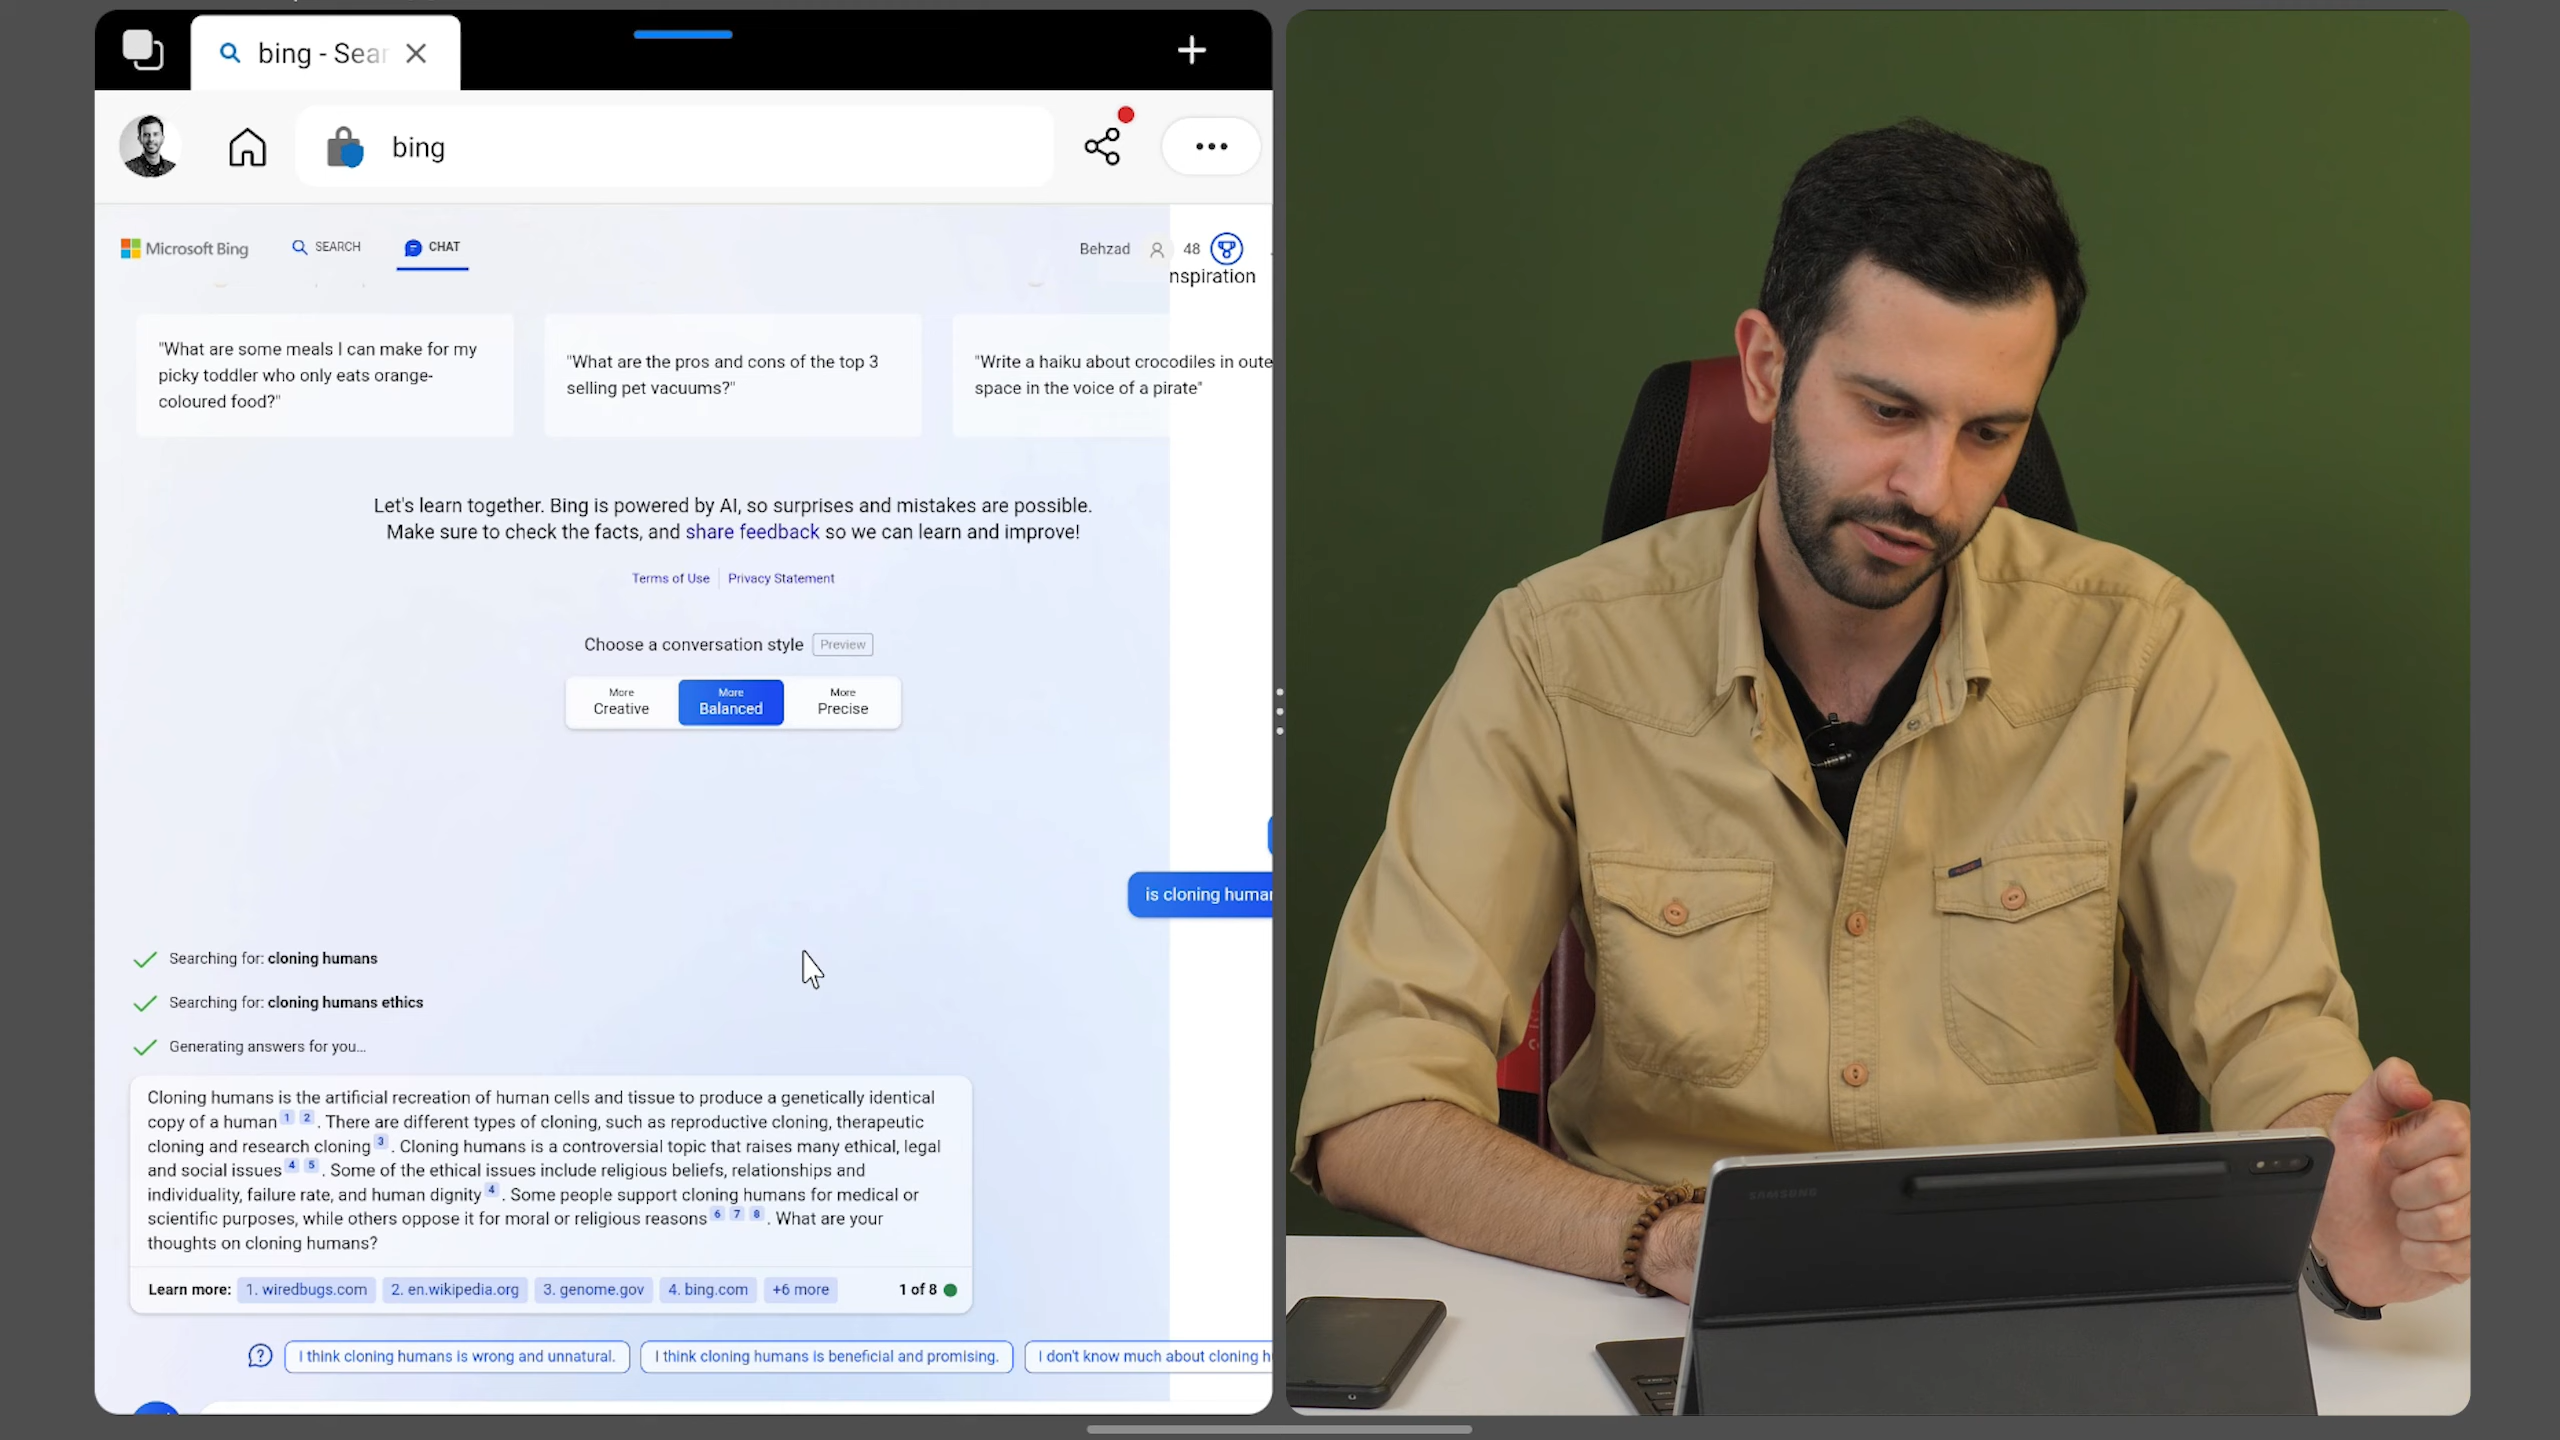 bing - Sear
bing
Microsoft Bing
SEARCH
CHAT
Behzad
48
nspiration
"What are some meals I can make for my
picky toddler who only eats orange-
coloured food?"
"What are the pros and cons of the top 3
selling pet vacuums?"
"Write a haiku about crocodiles in oute
space in the voice of a pirate"
Let's learn together. Bing is powered by AI, so surprises and mistakes are possible.
Make sure to check the facts, and share feedback so we can learn and improve!
Terms of Use Privacy Statement
Choose a conversation style Preview
More
Creative
More
Balanced
More
Precise
is cloning human
Searching for: cloning humans
Searching for: cloning humans ethics
Generating answers for you...
Cloning humans is the artificial recreation of human cells and tissue to produce a genetically identical
copy of a human 1 2 . There are different types of cloning, such as reproductive cloning, therapeutic
cloning and research cloning 3 . Cloning humans is a controversial topic that raises many ethical, legal
and social issues 4 5 . Some of the ethical issues include religious beliefs, relationships and
individuality, failure rate, and human dignity 4 . Some people support cloning humans for medical or
scientific purposes, while others oppose it for moral or religious reasons 6 7 8 . What are your
thoughts on cloning humans?
Learn more: 1. wiredbugs.com 2. en.wikipedia.org 3. genome.gov 4. bing.com +6 more 1 of 8
I think cloning humans is wrong and unnatural.
I think cloning humans is beneficial and promising.
I don't know much about cloning h
SAMSUNG